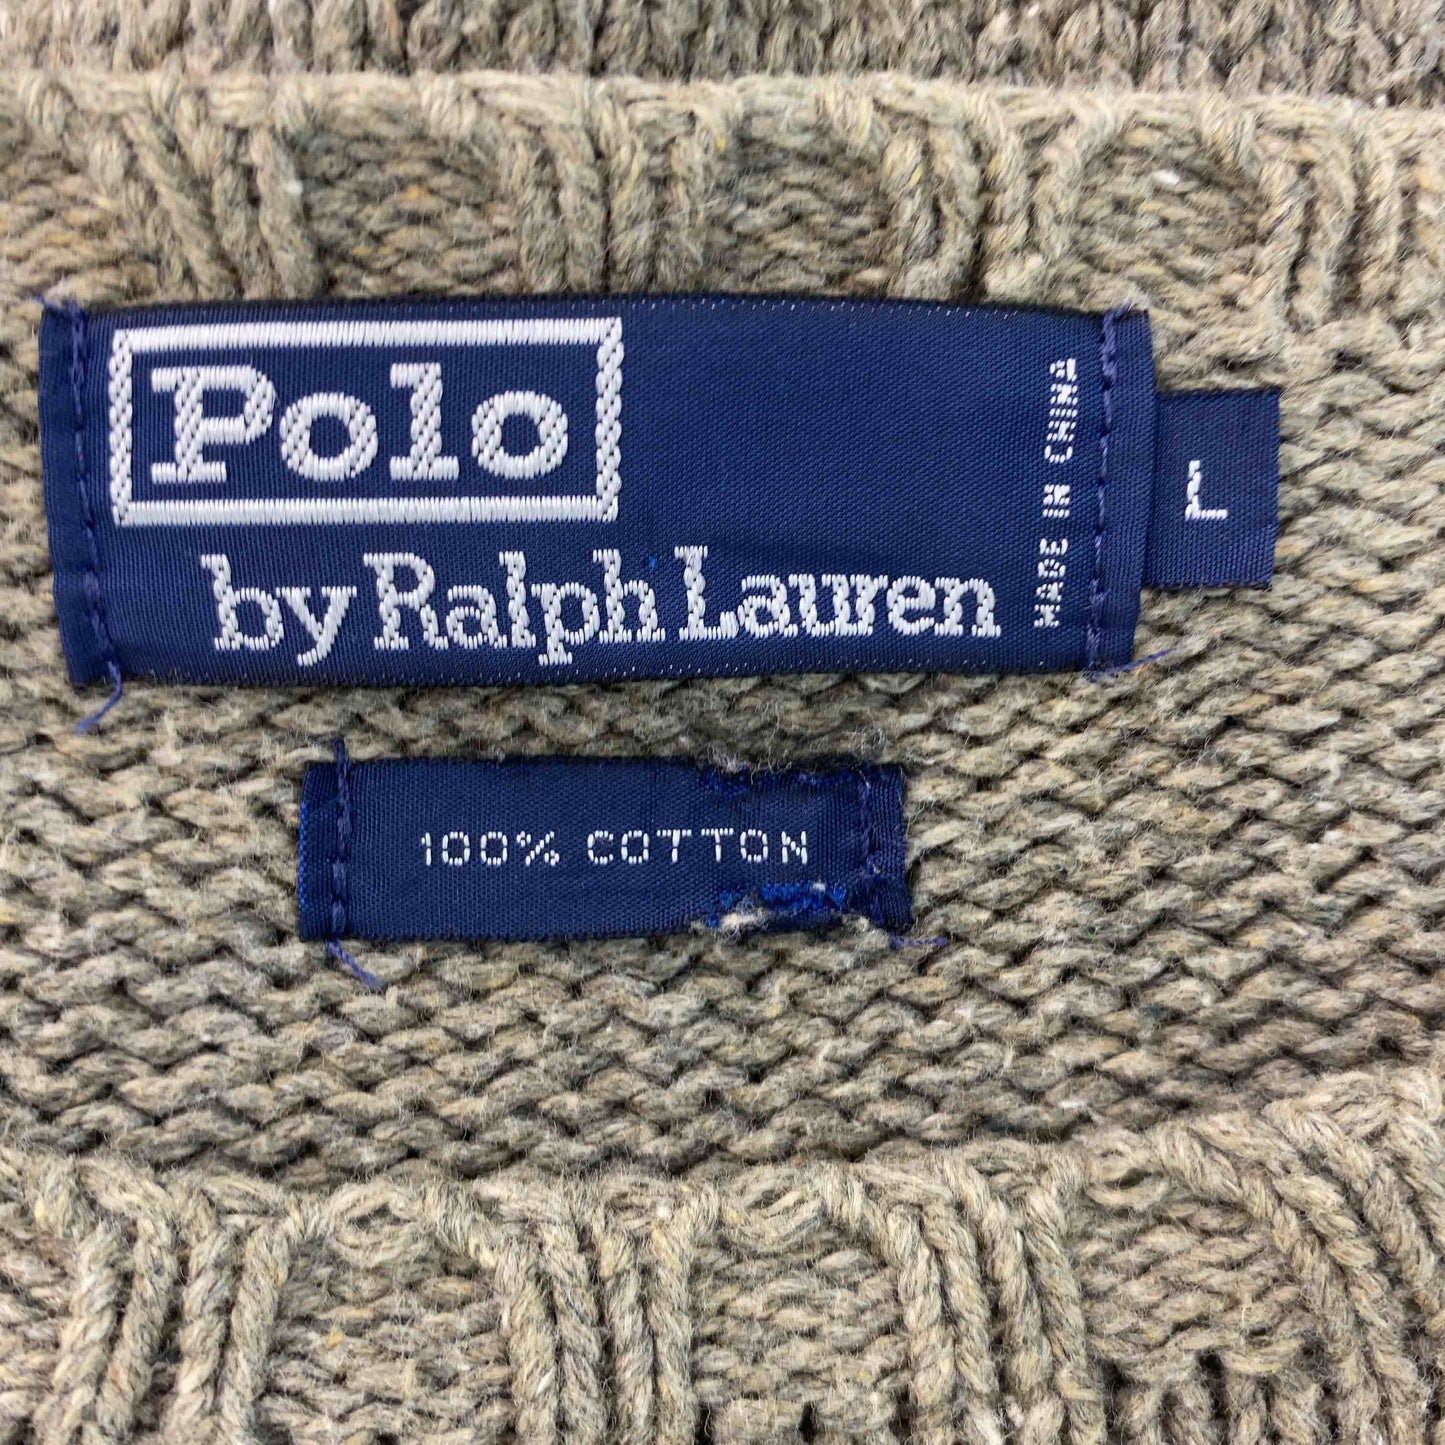 Polo
by Ralph Lauren
MADE IN CHINA
L
100% COTTON